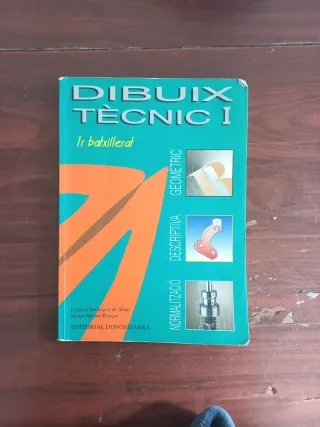 DIBUIX
TÈCNIC I
1r batxillerat
GEOMÈTRIC
DESCRIPTIVA
NORMALITZACIÓ
EDITORIAL DONOSTIARRA